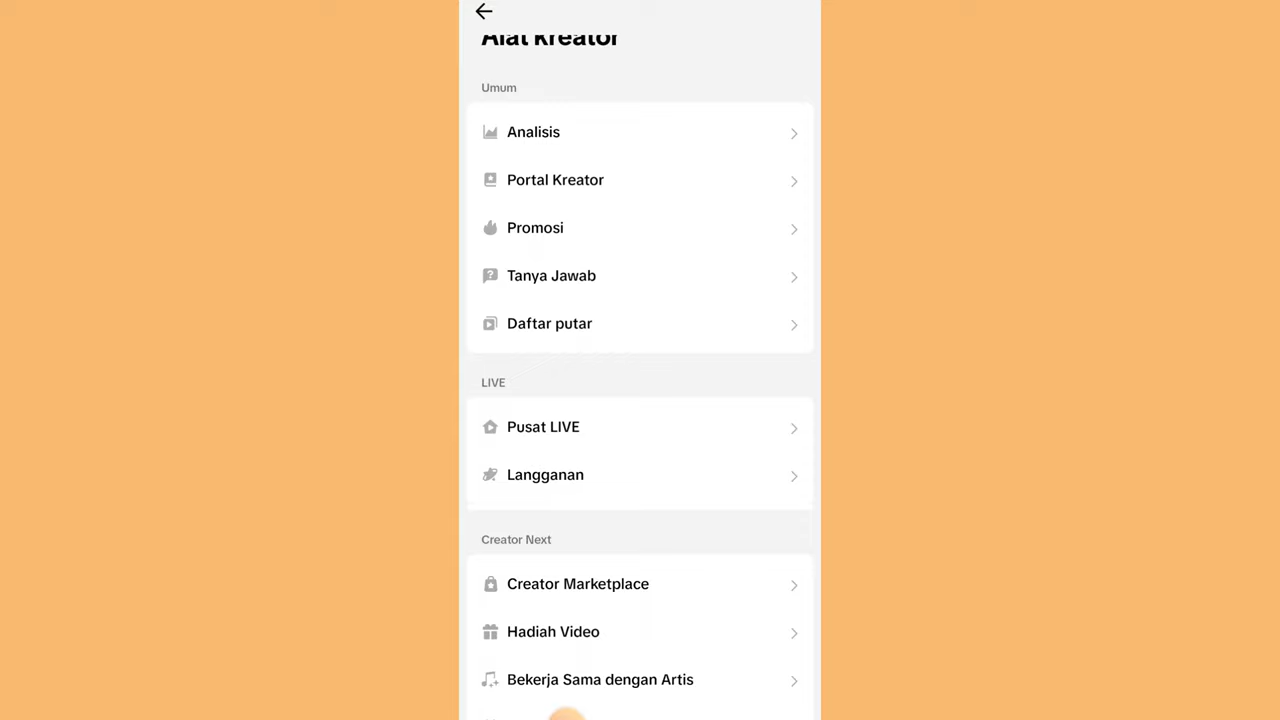 Alat Kreator
Umum
Analisis
Portal Kreator
Promosi
Tanya Jawab
Daftar putar
LIVE
Pusat LIVE
Langganan
Creator Next
Creator Marketplace
Hadiah Video
Bekerja Sama dengan Artis